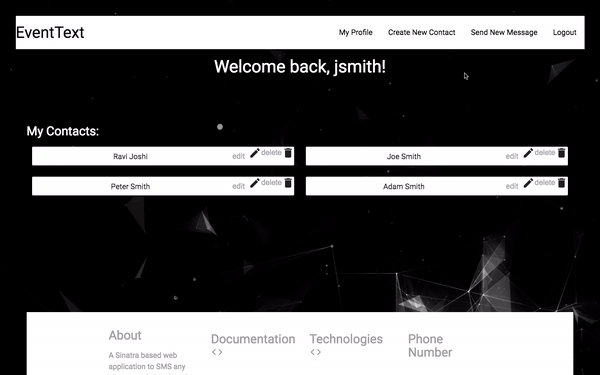 EventText My Profile Create New Contact Send New Message Logout
Welcome back, jsmith!
My Contacts:
Ravi Joshi edit delete Joe Smith edit delete
Peter Smith edit delete Adam Smith edit delete
About
A Sinatra based web
application to SMS any
Documentation
<>
Technologies
<>
Phone
Number